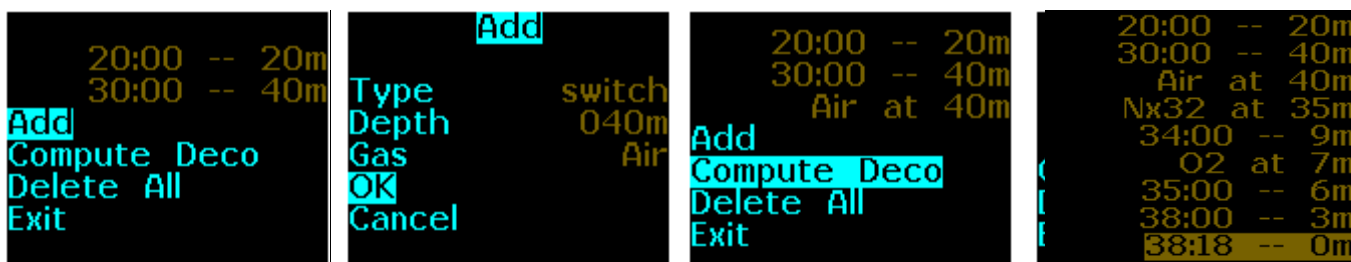 20:00 -- 20m
30:00 -- 40m
Add
Compute Deco
Delete All
Exit
Add
Type switch
Depth 040m
Gas Air
OK
Cancel
20:00 -- 20m
30:00 -- 40m
Air at 40m
Add
Compute Deco
Delete All
Exit
20:00 -- 20m
30:00 -- 40m
Air at 40m
Nx32 at 35m
34:00 -- 9m
O2 at 7m
35:00 -- 6m
38:00 -- 3m
38:18 -- 0m